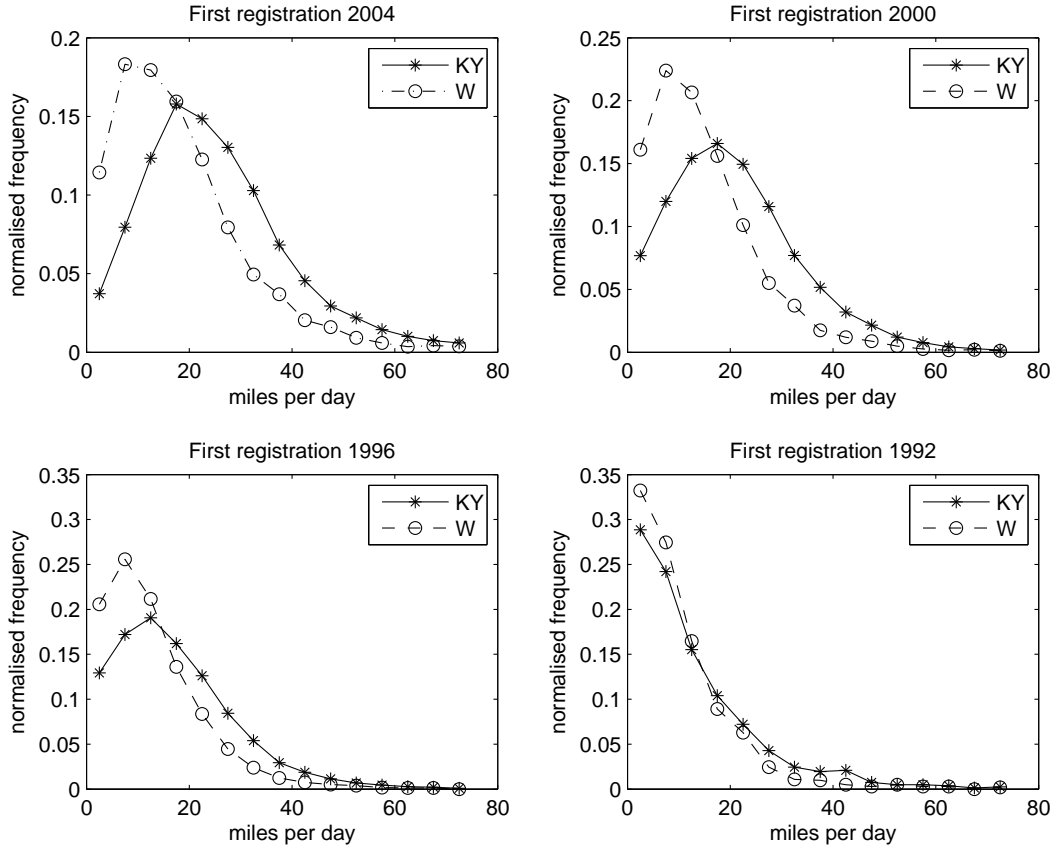 First registration 2004
0.2
0.15
0.1
0.05
0
normalised frequency
KY
W
0 20 40 60 80
miles per day
First registration 2000
0.25
0.2
0.15
0.1
0.05
0
normalised frequency
KY
W
0 20 40 60 80
miles per day
First registration 1996
0.35
0.3
0.25
0.2
0.15
0.1
0.05
0
normalised frequency
KY
W
0 20 40 60 80
miles per day
First registration 1992
0.35
0.3
0.25
0.2
0.15
0.1
0.05
0
normalised frequency
KY
W
0 20 40 60 80
miles per day